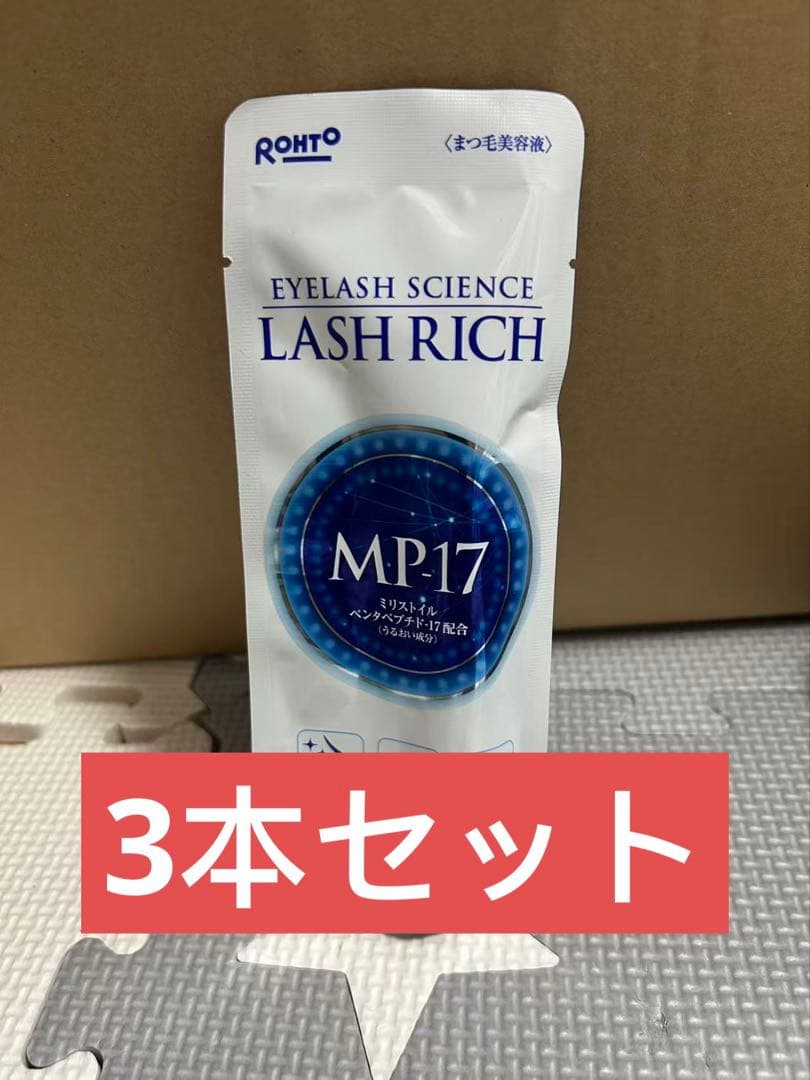 ROHTO 〈まつ毛美容液〉
EYELASH SCIENCE
LASH RICH
MP-17
ミリストイル
ペンタペプチド-17配合
(うるおい成分)
3本セット